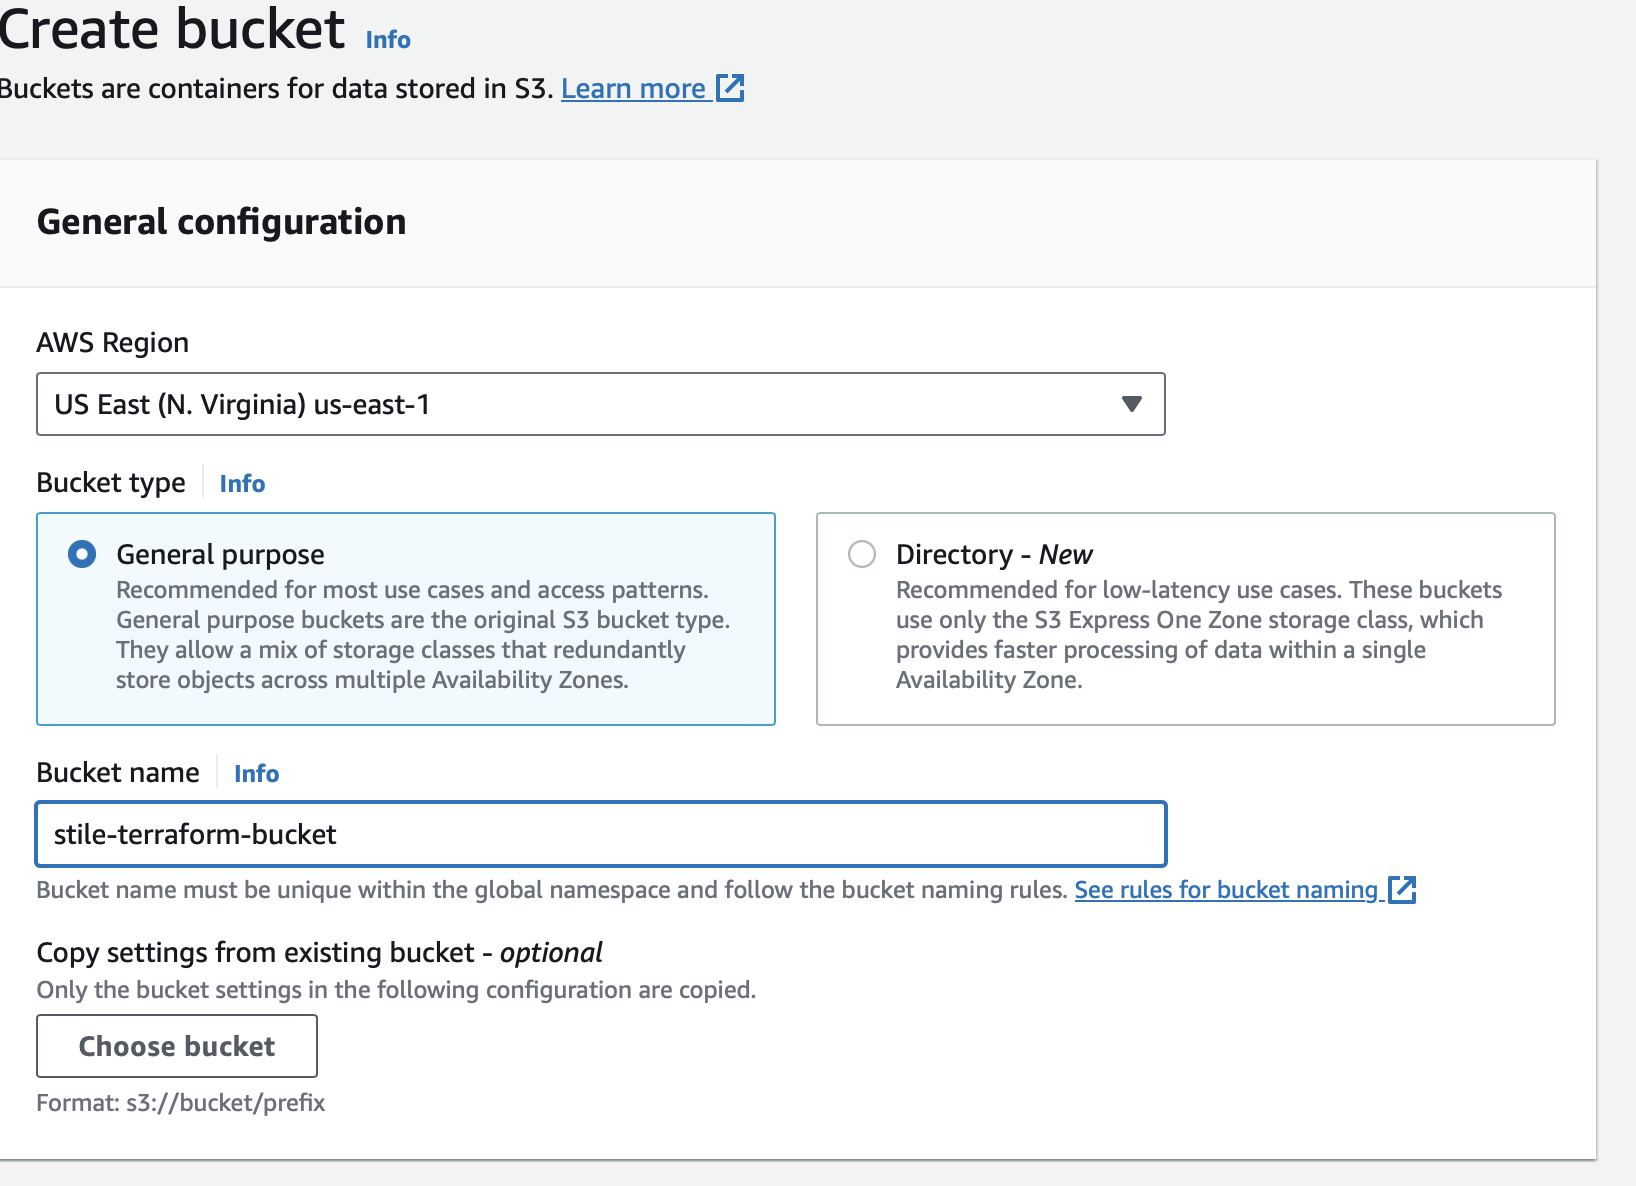 Create bucket Info
Buckets are containers for data stored in S3. Learn more
General configuration
AWS Region
US East (N. Virginia) us-east-1
Bucket type Info
General purpose
Recommended for most use cases and access patterns.
General purpose buckets are the original S3 bucket type.
They allow a mix of storage classes that redundantly
store objects across multiple Availability Zones.
Directory - New
Recommended for low-latency use cases. These buckets
use only the S3 Express One Zone storage class, which
provides faster processing of data within a single
Availability Zone.
Bucket name Info
stile-terraform-bucket
Bucket name must be unique within the global namespace and follow the bucket naming rules. See rules for bucket naming
Copy settings from existing bucket - optional
Only the bucket settings in the following configuration are copied.
Choose bucket
Format: s3://bucket/prefix